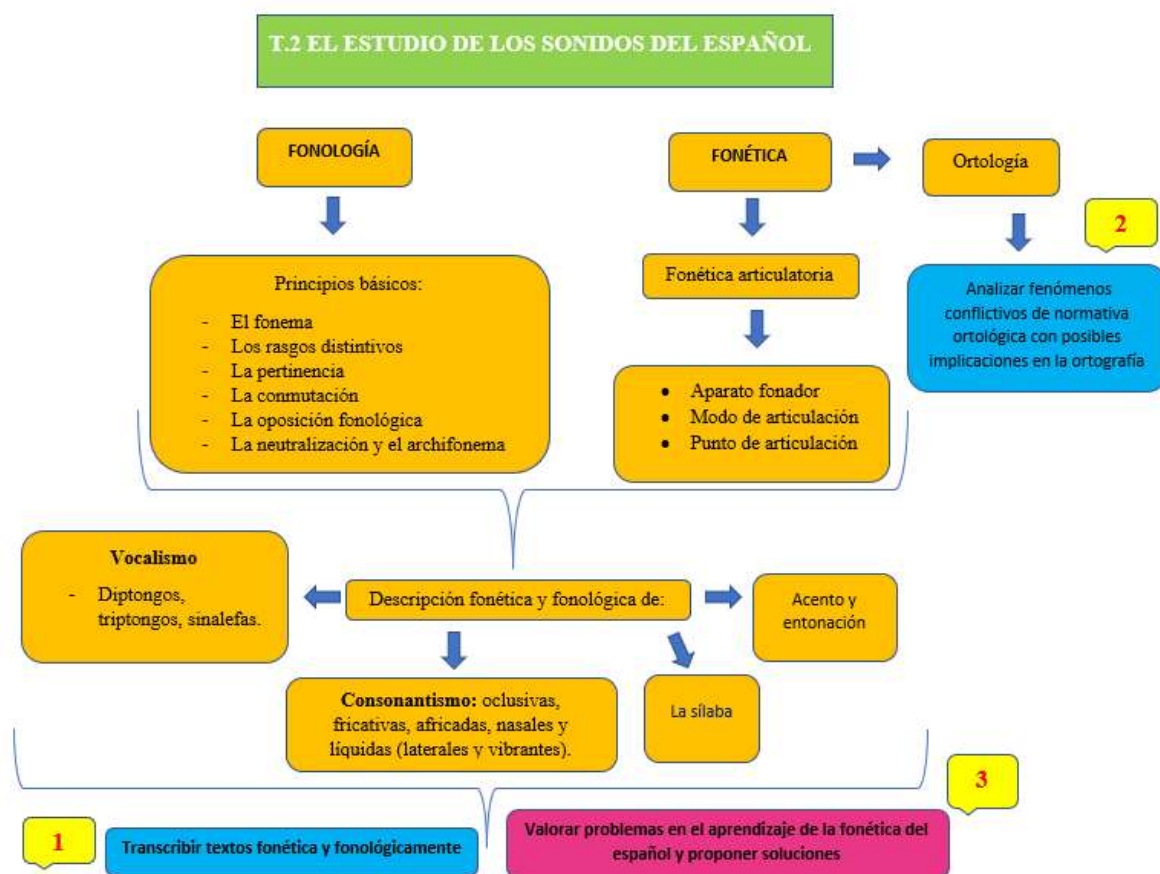 T.2 EL ESTUDIO DE LOS SONIDOS DEL ESPAÑOL
FONOLOGÍA
FONÉTICA
Ortología
2
Principios básicos:
- El fonema
- Los rasgos distintivos
- La pertinencia
- La conmutación
- La oposición fonológica
- La neutralización y el archifonema
Fonética articulatoria
Analizar fenómenos
conflictivos de normativa
ortológica con posibles
implicaciones en la ortografía
• Aparato fonador
• Modo de articulación
• Punto de articulación
Vocalismo
- Diptongos,
triptongos, sinalefas.
Descripción fonética y fonológica de:
Acento y
entonación
Consonantismo: oclusivas,
fricativas, africadas, nasales y
líquidas (laterales y vibrantes).
La sílaba
1
Transcribir textos fonética y fonológicamente
3
Valorar problemas en el aprendizaje de la fonética del
español y proponer soluciones